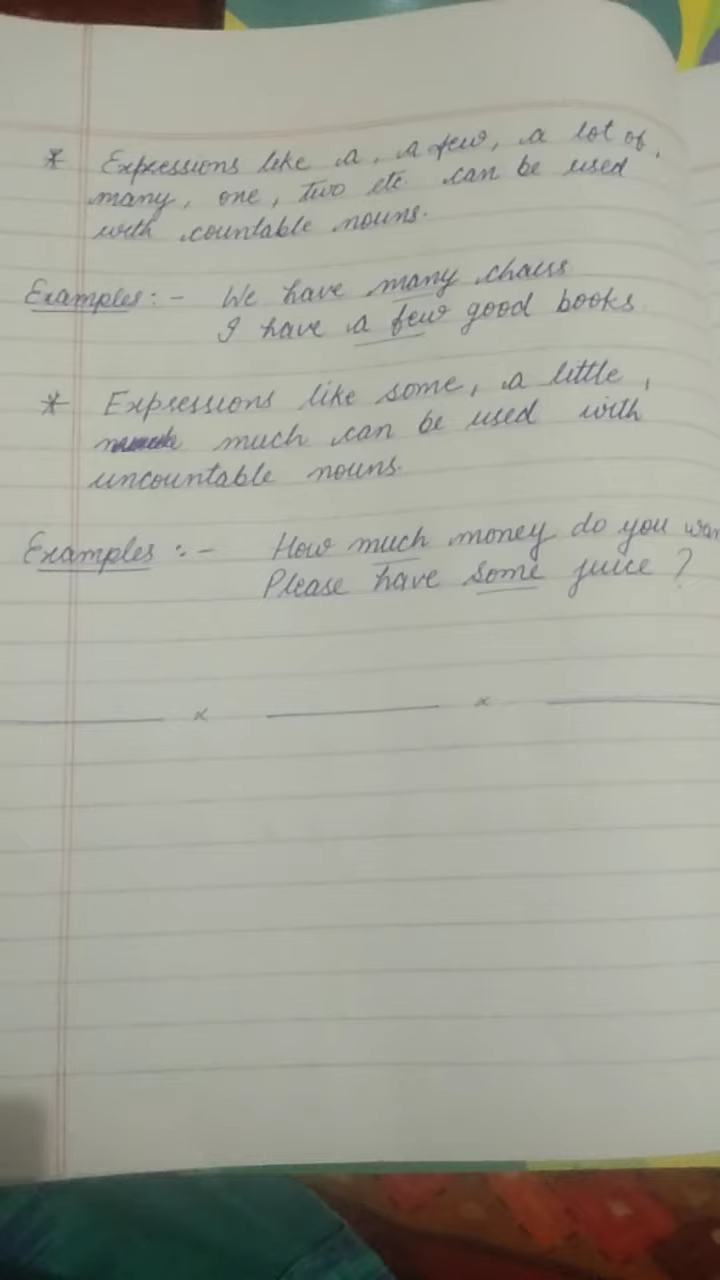 * Expressions like a, a few, a lot of,
many, one, two etc can be used
with countable nouns.
Examples :- We have many chairs
I have a few good books
* Expressions like some, a little,
much can be used with
uncountable nouns.
Examples :- How much money do you
Please have some juice ?
x x